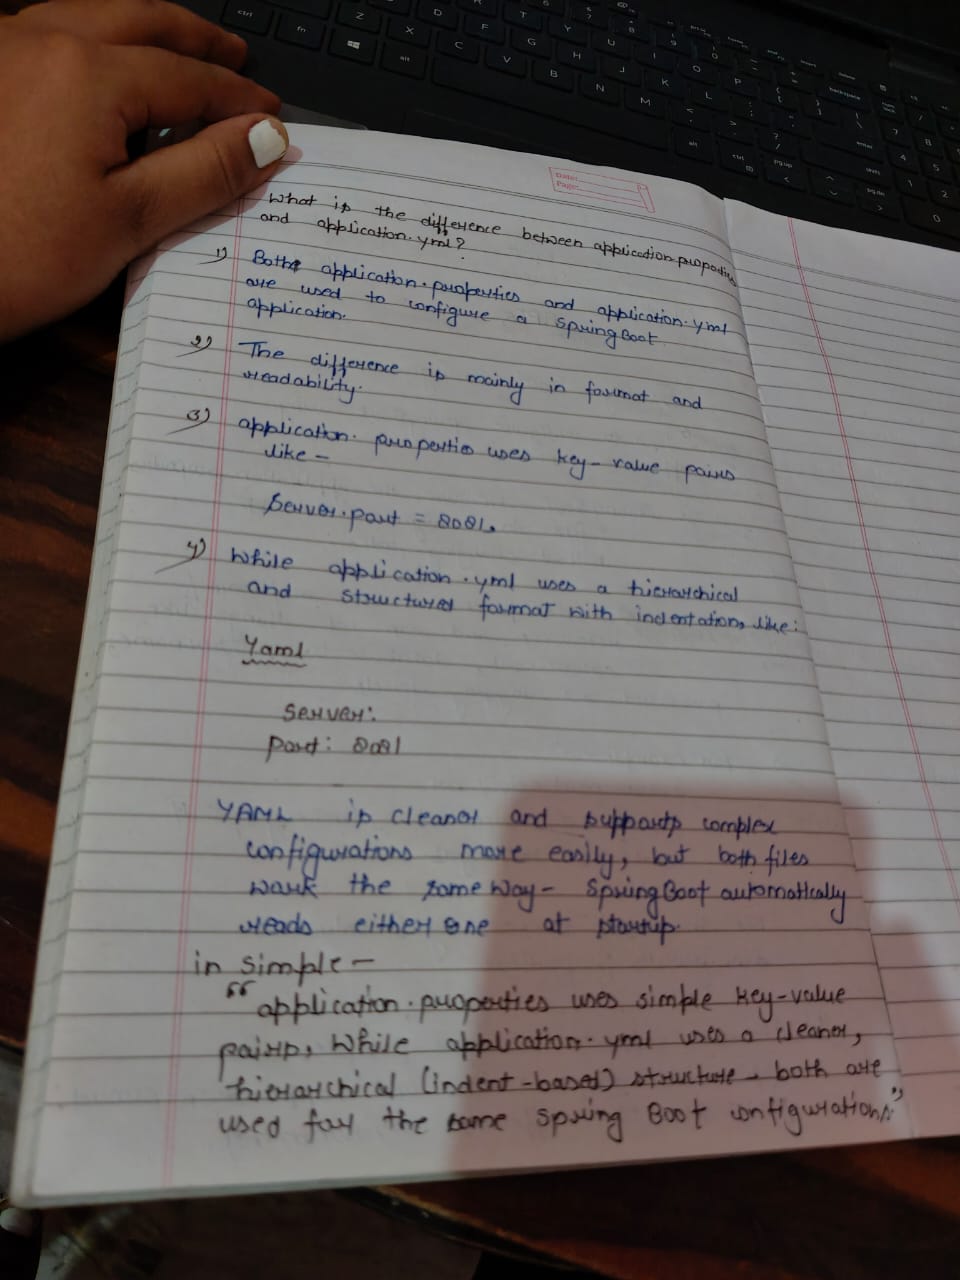 Date:
Page:
What is the difference between application.properties
and application.yml?
1) Both application.properties and application.yml
are used to configure a Spring Boot
application.
2) The difference is mainly in format and
readability.
3) application.properties uses key-value pairs
like -
Server.port = 8081.
4) While application.yml uses a hierarchical
and structured format with indentation, like:
Yaml
Server:
port: 8081
YAML is cleaner and supports complex
configurations more easily, but both files
work the same way - Spring Boot automatically
reads either one at startup.
in simple -
"application.properties uses simple key-value
pairs, While application.yml uses a cleaner,
hierarchical (indent-based) structure - both are
used for the same Spring Boot configurations."